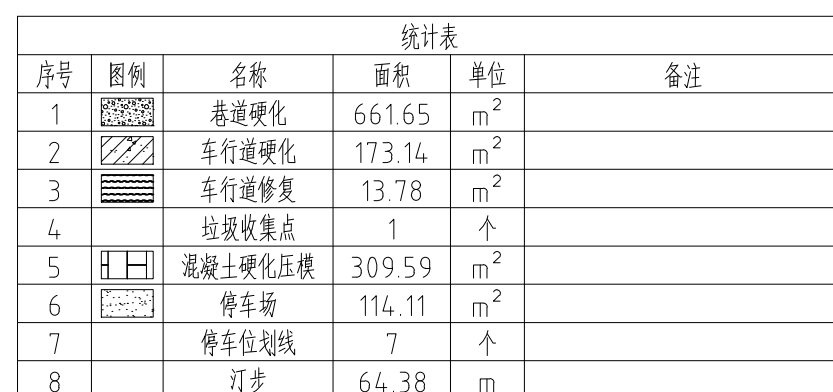 统计表
序号 图例 名称 面积 单位 备注
1 巷道硬化 661.65 m²
2 车行道硬化 173.14 m²
3 车行道修复 13.78 m²
4 垃圾收集点 1 个
5 混凝土硬化压模 309.59 m²
6 停车场 114.11 m²
7 停车位划线 7 个
8 汀步 64.38 m